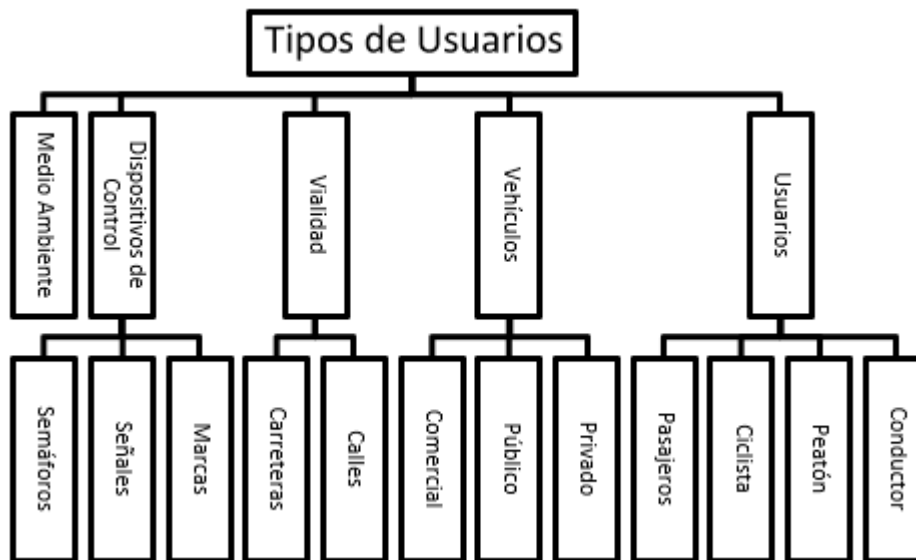 Tipos de Usuarios
Medio Ambiente
Dispositivos de
Control
Vialidad
Vehículos
Usuarios
Semáforos
Señales
Marcas
Carreteras
Calles
Comercial
Público
Privado
Pasajeros
Ciclista
Peatón
Conductor